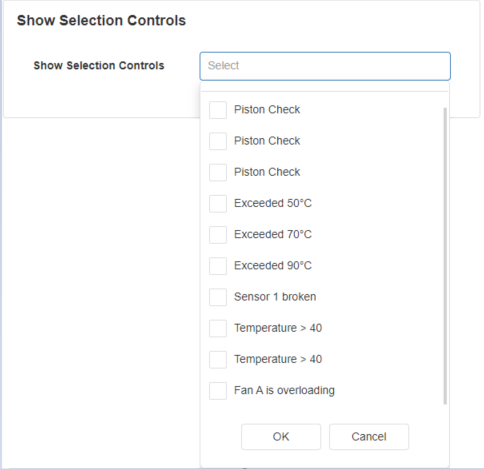 Show Selection Controls
Show Selection Controls
Select
Piston Check
Piston Check
Piston Check
Exceeded 50°C
Exceeded 70°C
Exceeded 90°C
Sensor 1 broken
Temperature > 40
Temperature > 40
Fan A is overloading
OK
Cancel